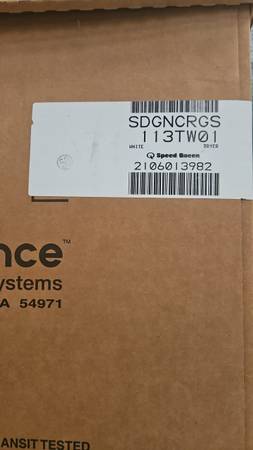 SDGNCRGS
113TW01
WHITE DRYER
Speed Queen
2106013982
nce™
ystems
A 54971
ANSIT TESTED